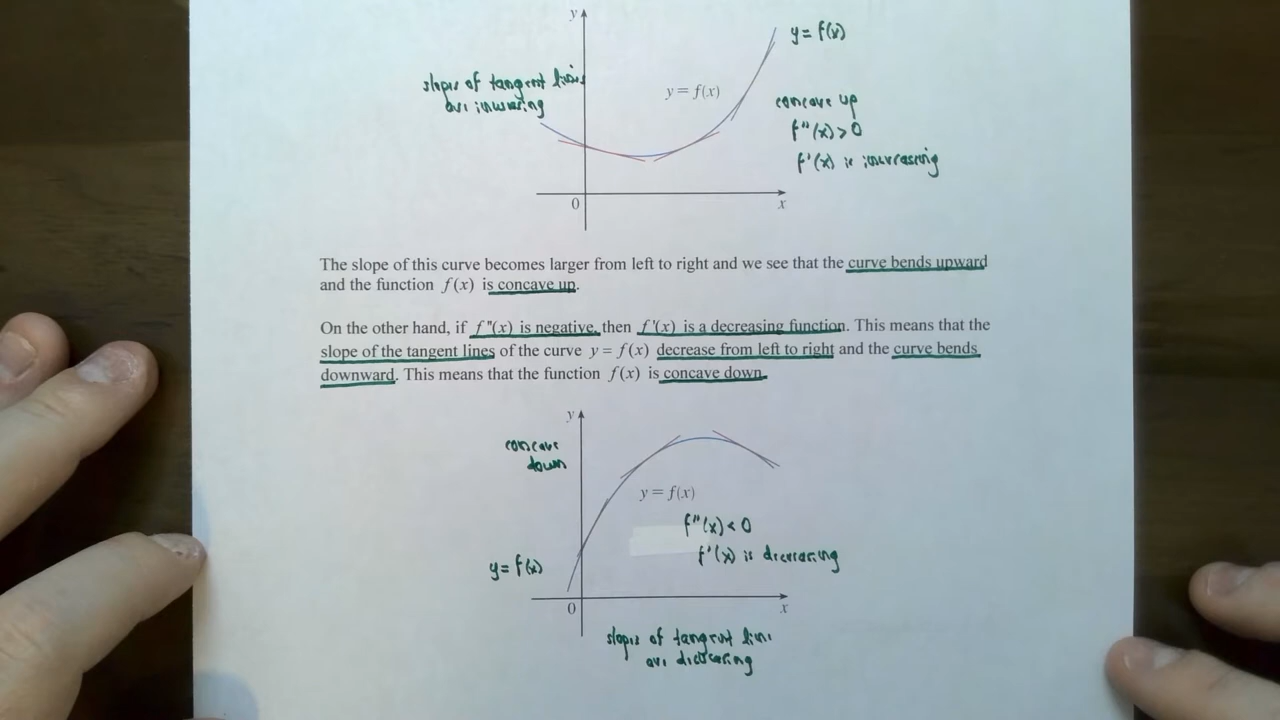 y
y = f(x)
slopes of tangent lines
are increasing
y = f(x)
concave up
f"(x) > 0
f'(x) is increasing
0
x
The slope of this curve becomes larger from left to right and we see that the curve bends upward
and the function f(x) is concave up.
On the other hand, if f"(x) is negative, then f'(x) is a decreasing function. This means that the
slope of the tangent lines of the curve y = f(x) decrease from left to right and the curve bends
downward. This means that the function f(x) is concave down.
y
concave
down
y = f(x)
f"(x) < 0
f'(x) is decreasing
y = f(x)
0
x
slopes of tangent line
are decreasing